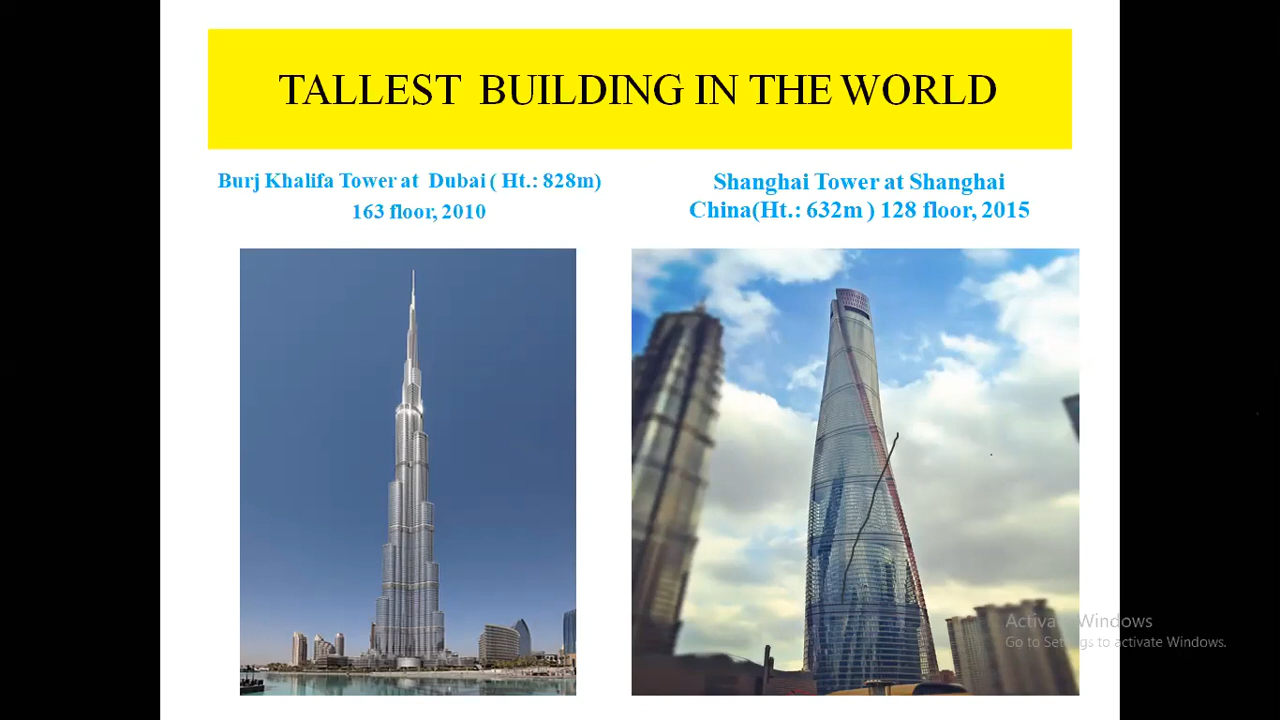 TALLEST BUILDING IN THE WORLD
Burj Khalifa Tower at Dubai ( Ht.: 828m)
163 floor, 2010
Shanghai Tower at Shanghai
China(Ht.: 632m ) 128 floor, 2015
Activate Windows
Go to Settings to activate Windows.